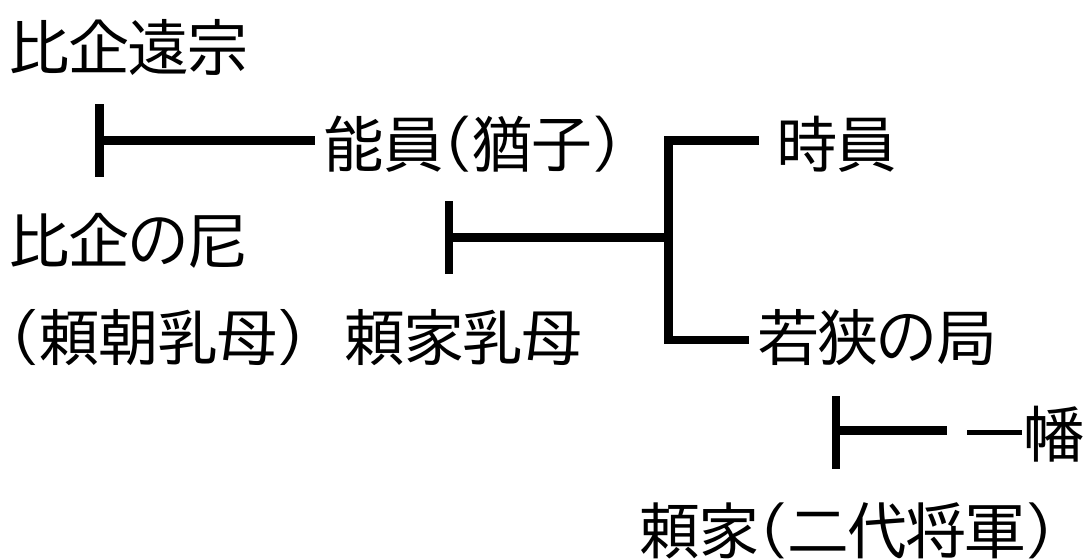 比企遠宗
能員（猶子）
時員
比企の尼
（頼朝乳母）
頼家乳母
若狭の局
一幡
頼家（二代将軍）